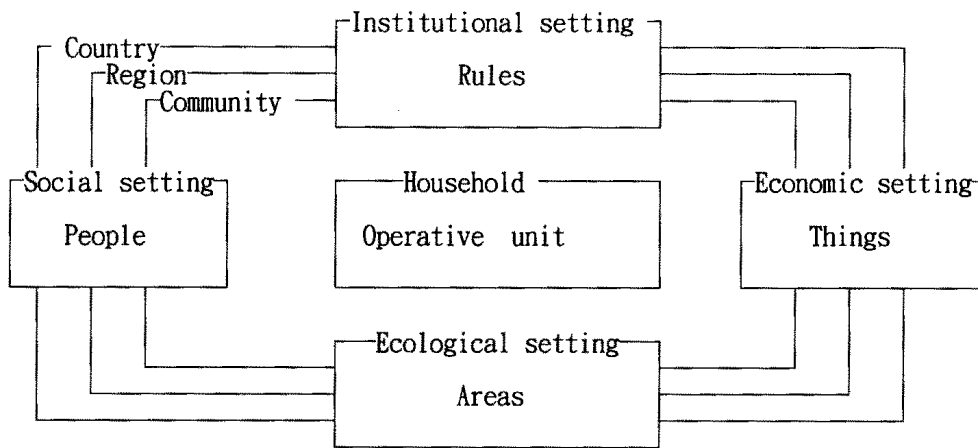 Institutional setting
Country
Region
Rules
Community
Social setting
Household
Economic setting
People
Operative unit
Things
Ecological setting
Areas